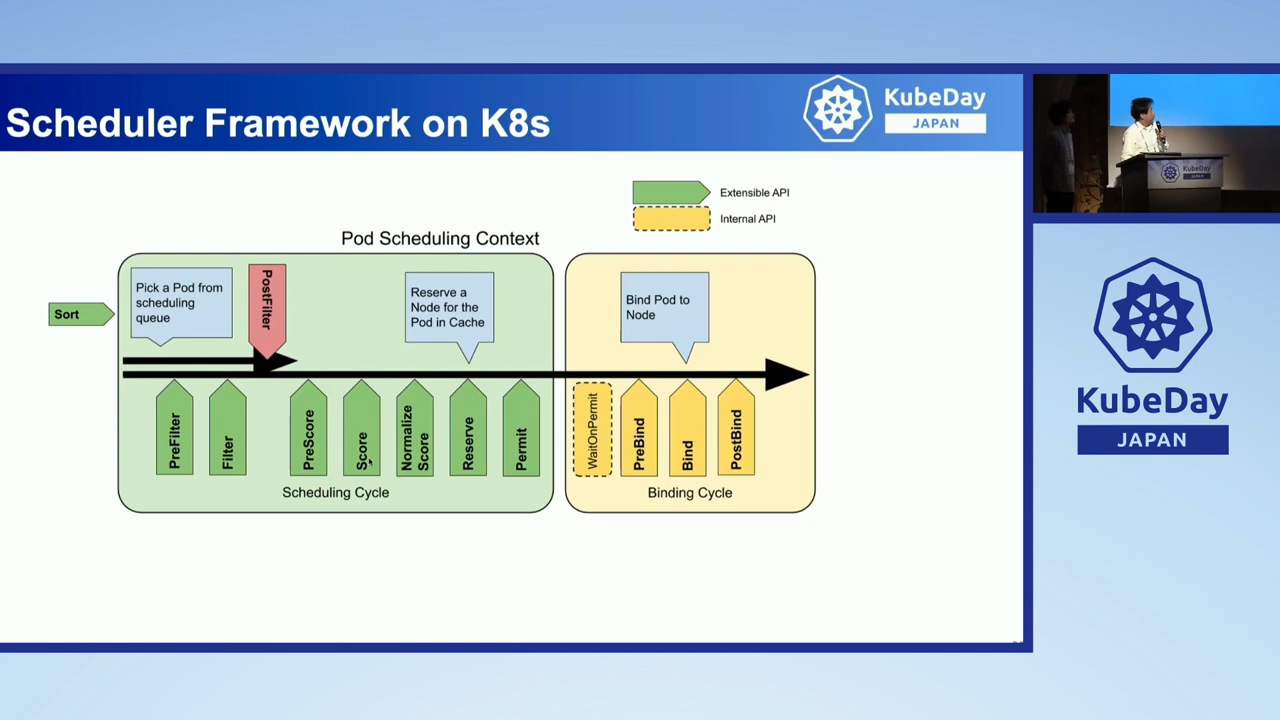 Scheduler Framework on K8s
KubeDay
JAPAN
Extensible API
Internal API
Pod Scheduling Context
Pick a Pod from
scheduling
queue
PostFilter
Reserve a
Node for the
Pod in Cache
Bind Pod to
Node
Sort
PreFilter
Filter
PreScore
Score
Normalize
Score
Reserve
Permit
WaitOnPermit
PreBind
Bind
PostBind
Scheduling Cycle
Binding Cycle
KubeDay
JAPAN
KubeDay
JAPAN